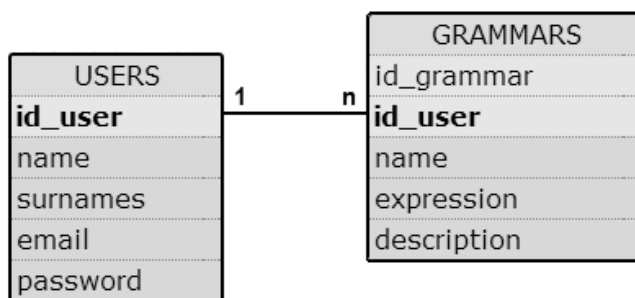 USERS
id_user
name
surnames
email
password
1
n
GRAMMARS
id_grammar
id_user
name
expression
description